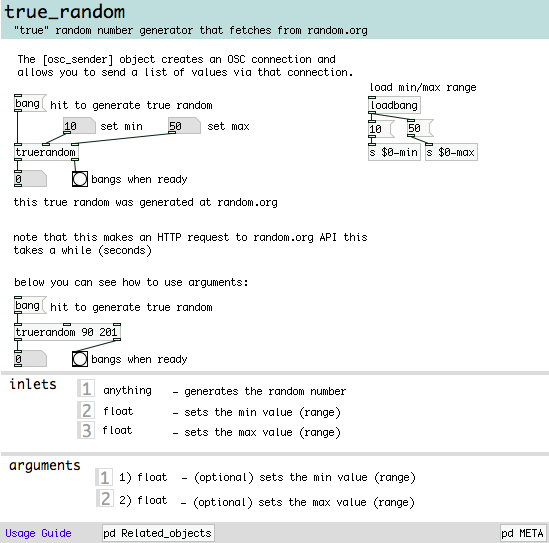 true_random
"true" random number generator that fetches from random.org
The [osc_sender] object creates an OSC connection and
allows you to send a list of values via that connection.
load min/max range
bang hit to generate true random
loadbang
10 set min 50 set max
10 50
truerandom
s $0-min s $0-max
0 bangs when ready
this true random was generated at random.org
note that this makes an HTTP request to random.org API this
takes a while (seconds)
below you can see how to use arguments:
bang hit to generate true random
truerandom 90 201
0 bangs when ready
inlets
1 anything - generates the random number
2 float - sets the min value (range)
3 float - sets the max value (range)
arguments
1 1) float - (optional) sets the min value (range)
2 2) float - (optional) sets the max value (range)
Usage Guide pd Related_objects pd META